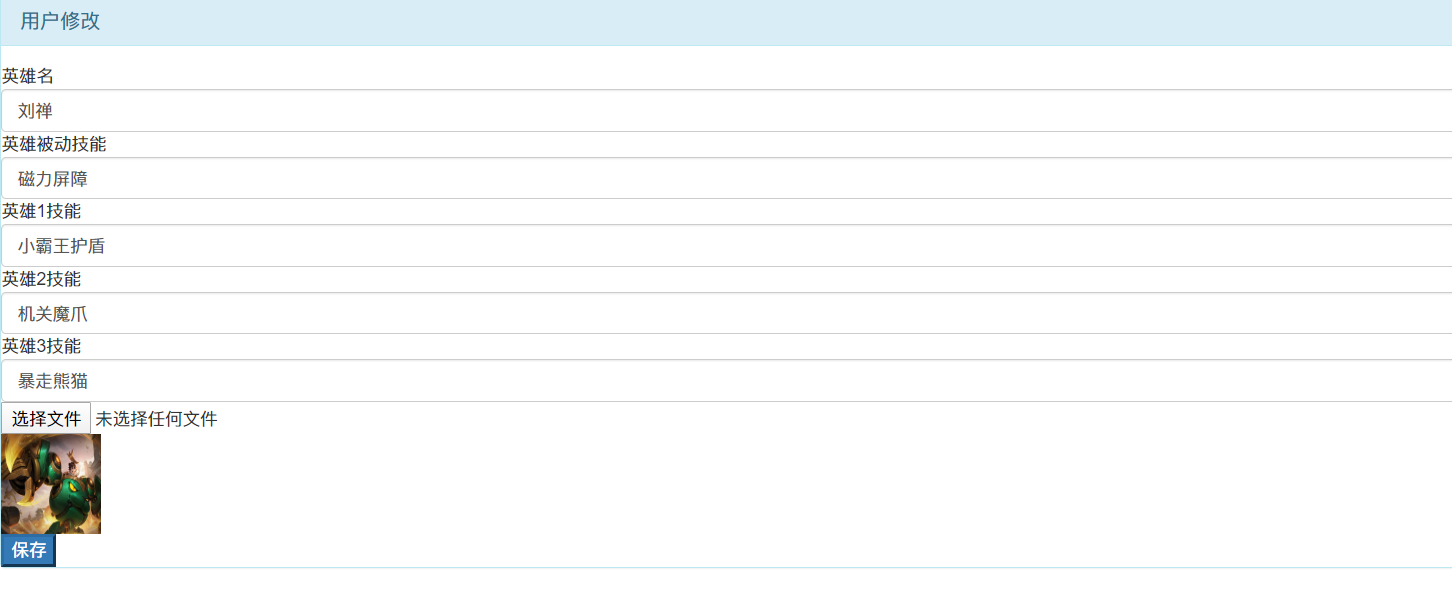 用户修改
英雄名
刘禅
英雄被动技能
磁力屏障
英雄1技能
小霸王护盾
英雄2技能
机关魔爪
英雄3技能
暴走熊猫
选择文件 未选择任何文件
保存